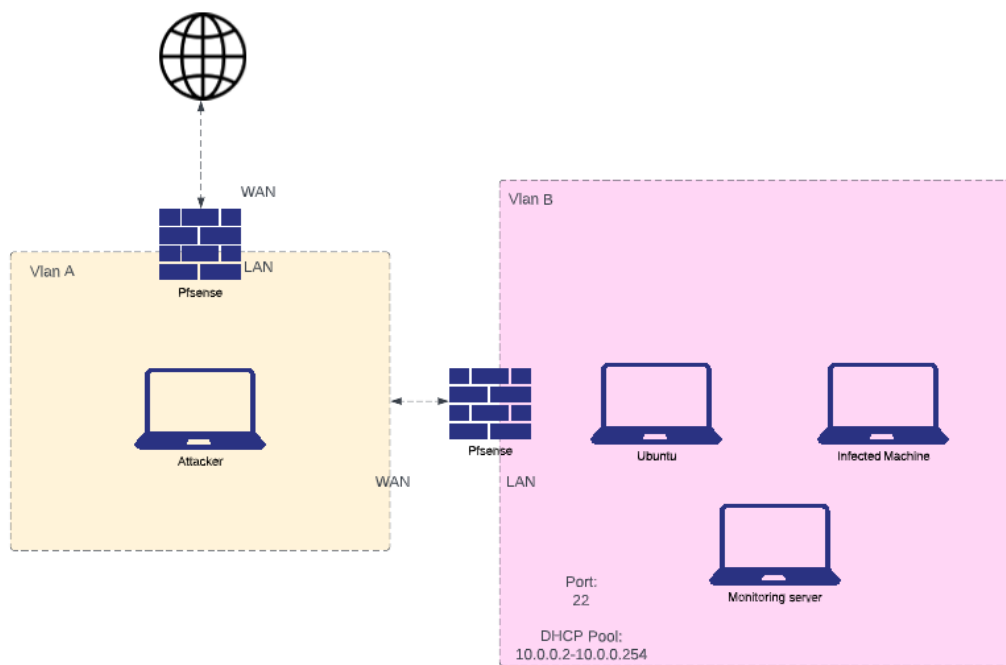 WAN
LAN
Pfsense
Vlan A
Attacker
WAN
Vlan B
Pfsense
LAN
Ubuntu
Infected Machine
Monitoring server
Port:
22
DHCP Pool:
10.0.0.2-10.0.0.254